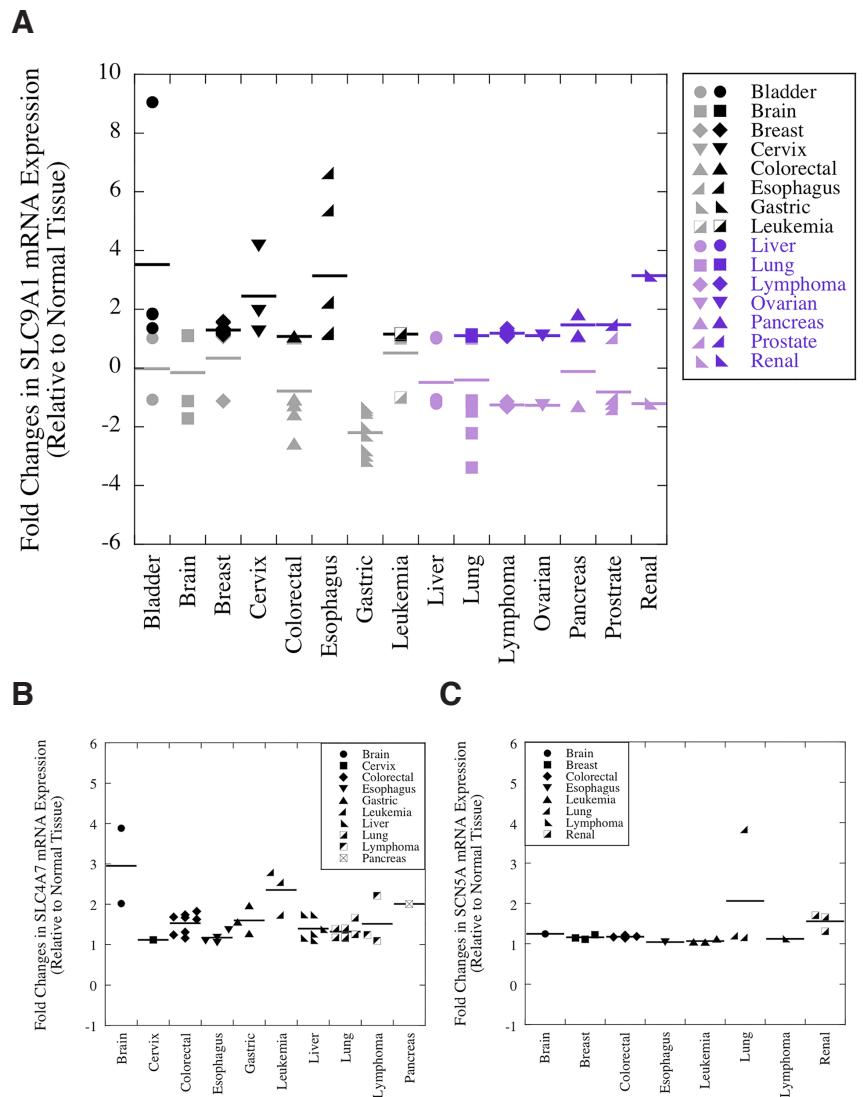 A
Fold Changes in SLC9A1 mRNA Expression
(Relative to Normal Tissue)
10
8
6
4
2
0
-2
-4
-6
Bladder
Brain
Breast
Cervix
Colorectal
Esophagus
Gastric
Leukemia
Liver
Lung
Lymphoma
Ovarian
Pancreas
Prostrate
Renal
Bladder
Brain
Breast
Cervix
Colorectal
Esophagus
Gastric
Leukemia
Liver
Lung
Lymphoma
Ovarian
Pancreas
Prostrate
Renal
B
Fold Changes in SLC4A7 mRNA Expression
(Relative to Normal Tissue)
6
5
4
3
2
1
0
-1
Brain
Cervix
Colorectal
Esophagus
Gastric
Leukemia
Liver
Lung
Lymphoma
Pancreas
Brain
Cervix
Colorectal
Esophagus
Gastric
Leukemia
Liver
Lung
Lymphoma
Pancreas
C
Fold Changes in SCN5A mRNA Expression
(Relative to Normal Tissue)
6
5
4
3
2
1
0
-1
Brain
Breast
Colorectal
Esophagus
Leukemia
Lung
Lymphoma
Renal
Brain
Breast
Colorectal
Esophagus
Leukemia
Lung
Lymphoma
Renal